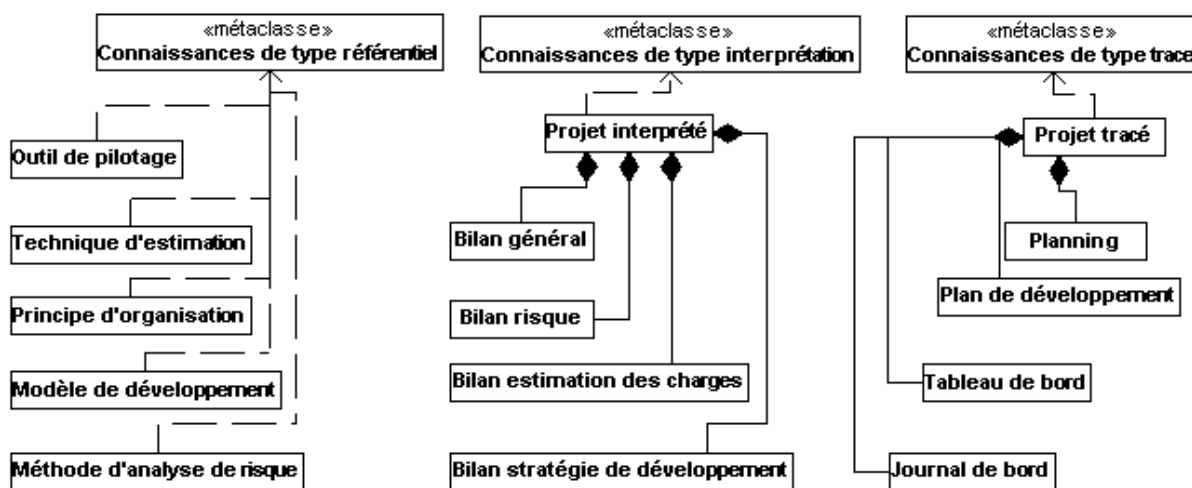 «métaclasse»
Connaissances de type référentiel
Outil de pilotage
Technique d'estimation
Principe d'organisation
Modèle de développement
Méthode d'analyse de risque
«métaclasse»
Connaissances de type interprétation
Projet interprété
Bilan général
Bilan risque
Bilan estimation des charges
Bilan stratégie de développement
«métaclasse»
Connaissances de type trace
Projet tracé
Planning
Plan de développement
Tableau de bord
Journal de bord